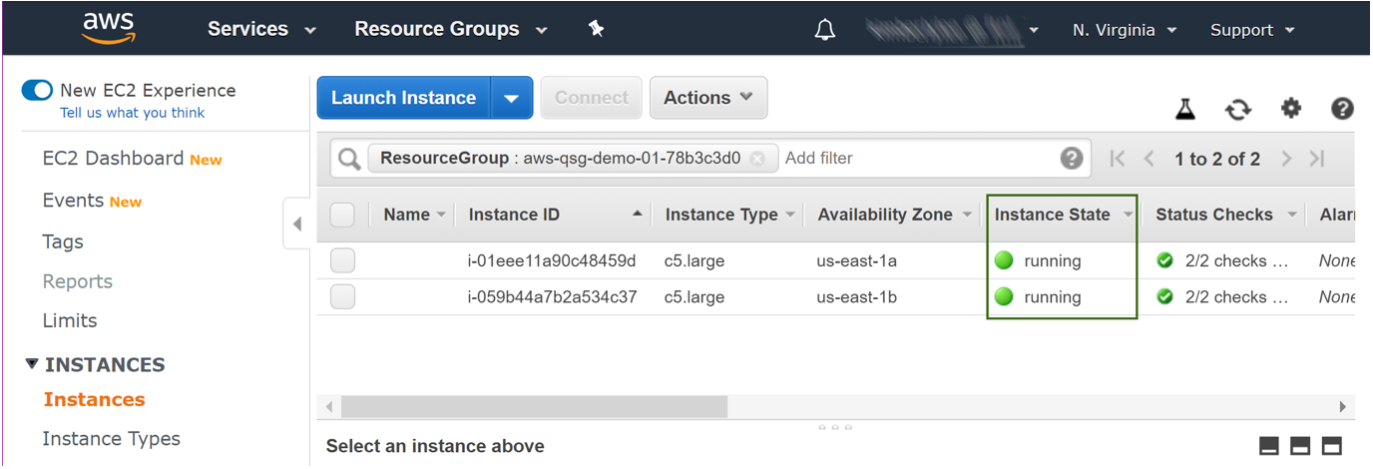 aws Services Resource Groups N. Virginia Support
New EC2 Experience
Tell us what you think
Launch Instance Connect Actions
EC2 Dashboard New
ResourceGroup : aws-qsg-demo-01-78b3c3d0 Add filter 1 to 2 of 2
Events New
Name Instance ID Instance Type Availability Zone Instance State Status Checks Alar
Tags
i-01eee11a90c48459d c5.large us-east-1a running 2/2 checks ... None
Reports
i-059b44a7b2a534c37 c5.large us-east-1b running 2/2 checks ... None
Limits
INSTANCES
Instances
Instance Types
Select an instance above